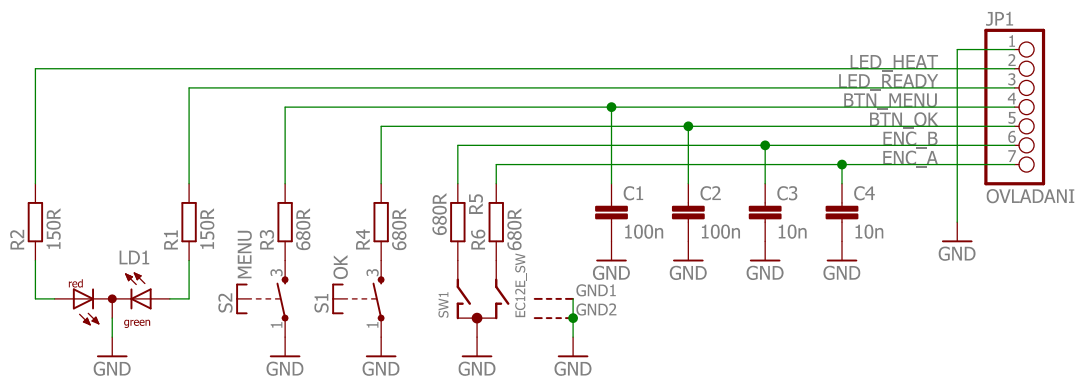 JP1
1
LED_HEAT 2
LED_READY 3
BTN_MENU 4
BTN_OK 5
ENC_B 6
ENC_A 7
OVLADANI
R2 150R
R1 150R
R3 680R
R4 680R
680R R6
R5 680R
C1
100n
GND
C2
100n
GND
C3
10n
GND
C4
10n
GND
GND
LD1
red
green
GND
MENU
S2
3
1
GND
OK
S1
3
1
GND
SW1
EC12E_SW
GND
GND1
GND2
GND